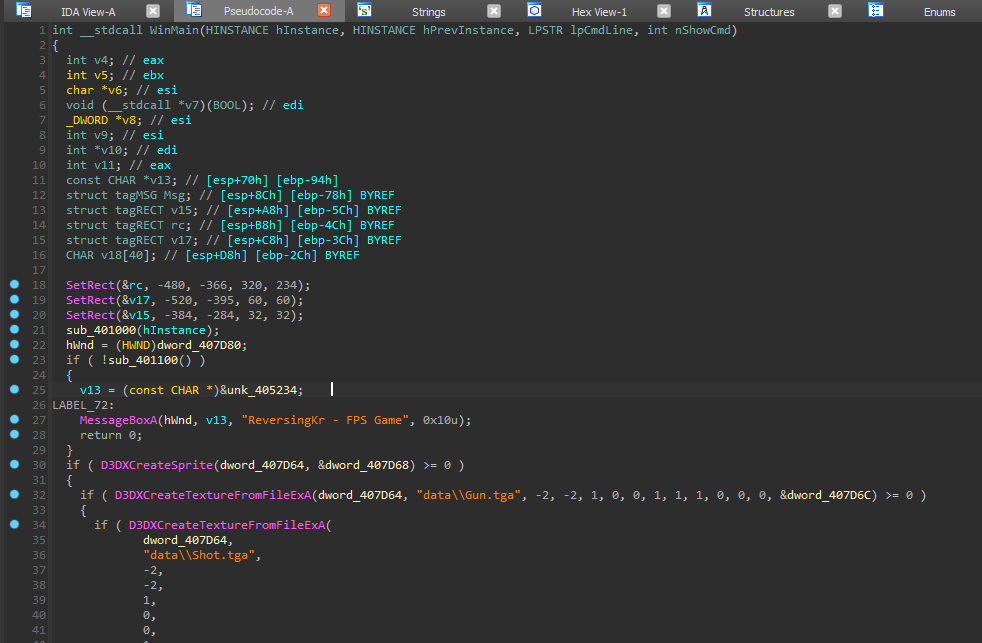 IDA View-A Pseudocode-A Strings Hex View-1 Structures Enums
1 int __stdcall WinMain(HINSTANCE hInstance, HINSTANCE hPrevInstance, LPSTR lpCmdLine, int nShowCmd)
2 {
3 int v4; // eax
4 int v5; // ebx
5 char *v6; // esi
6 void (__stdcall *v7)(BOOL); // edi
7 _DWORD *v8; // esi
8 int v9; // esi
9 int *v10; // edi
10 int v11; // eax
11 const CHAR *v13; // [esp+70h] [ebp-94h]
12 struct tagMSG Msg; // [esp+8Ch] [ebp-78h] BYREF
13 struct tagRECT v15; // [esp+A8h] [ebp-5Ch] BYREF
14 struct tagRECT rc; // [esp+B8h] [ebp-4Ch] BYREF
15 struct tagRECT v17; // [esp+C8h] [ebp-3Ch] BYREF
16 CHAR v18[40]; // [esp+D8h] [ebp-2Ch] BYREF
17
18 SetRect(&rc, -480, -366, 320, 234);
19 SetRect(&v17, -520, -395, 60, 60);
20 SetRect(&v15, -384, -284, 32, 32);
21 sub_401000(hInstance);
22 hWnd = (HWND)dword_407D80;
23 if ( !sub_401100() )
24 {
25 v13 = (const CHAR *)&unk_405234;
26 LABEL_72:
27 MessageBoxA(hWnd, v13, "ReversingKr - FPS Game", 0x10u);
28 return 0;
29 }
30 if ( D3DXCreateSprite(dword_407D64, &dword_407D68) >= 0 )
31 {
32 if ( D3DXCreateTextureFromFileExA(dword_407D64, "data\\Gun.tga", -2, -2, 1, 0, 0, 1, 1, 1, 0, 0, 0, &dword_407D6C) >= 0 )
33 {
34 if ( D3DXCreateTextureFromFileExA(
35 dword_407D64,
36 "data\\Shot.tga",
37 -2,
38 -2,
39 1,
40 0,
41 0,